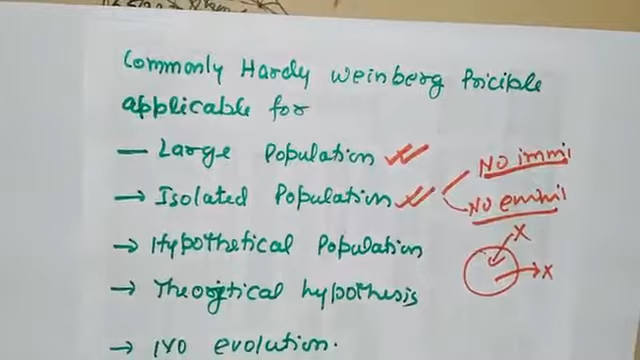 Commonly Hardy Weinberg Pricible
applicable for
— Large Population ✓✓
→ Isolated Population ✓✓
NO immi
NO emmi
→ Hypothetical Population
→ Theoritical hypothesis
→ NO evolution.
X
X